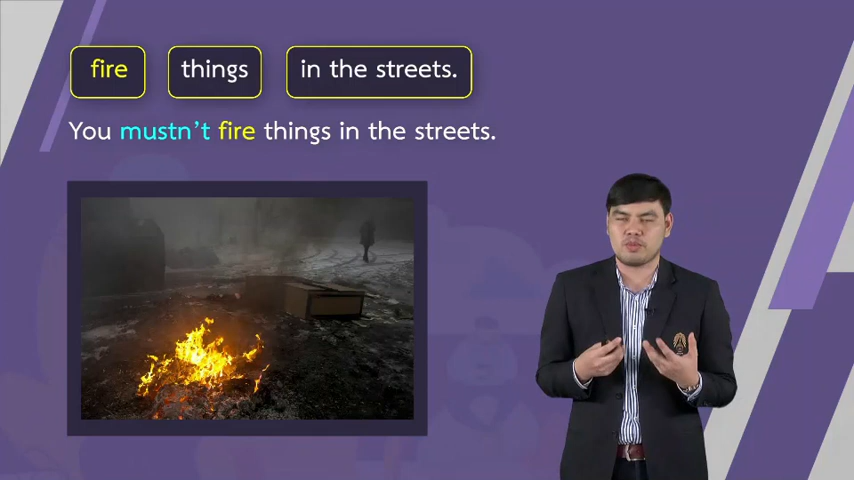 fire things in the streets.
You mustn't fire things in the streets.